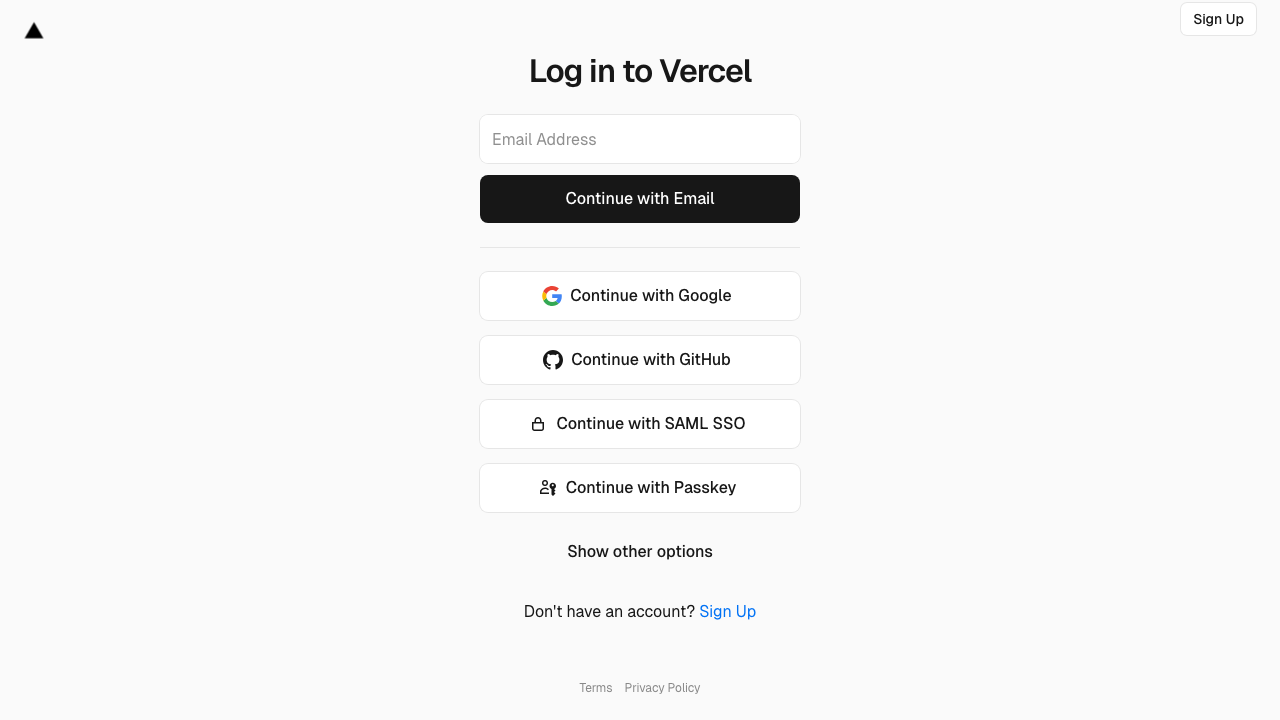 Sign Up
Log in to Vercel
Email Address
Continue with Email
Continue with Google
Continue with GitHub
Continue with SAML SSO
Continue with Passkey
Show other options
Don't have an account? Sign Up
Terms Privacy Policy